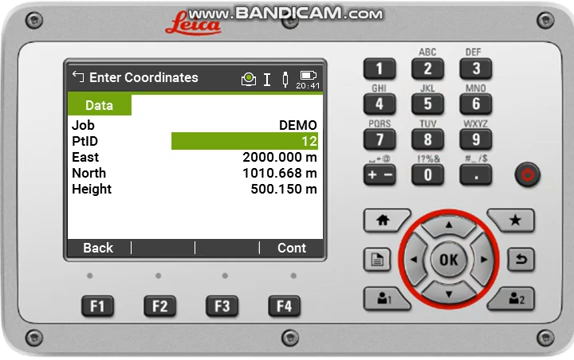 www.BANDICAM.com
Leica
Enter Coordinates
20:41
Data
Job DEMO
PtID 12
East 2000.000 m
North 1010.668 m
Height 500.150 m
Back Cont
F1 F2 F3 F4
ABC DEF
1 2 3
GHI JKL MNO
4 5 6
PQRS TUV WXYZ
7 8 9
␣*@ !?%& #_/$
+ - 0 .
OK
1 2